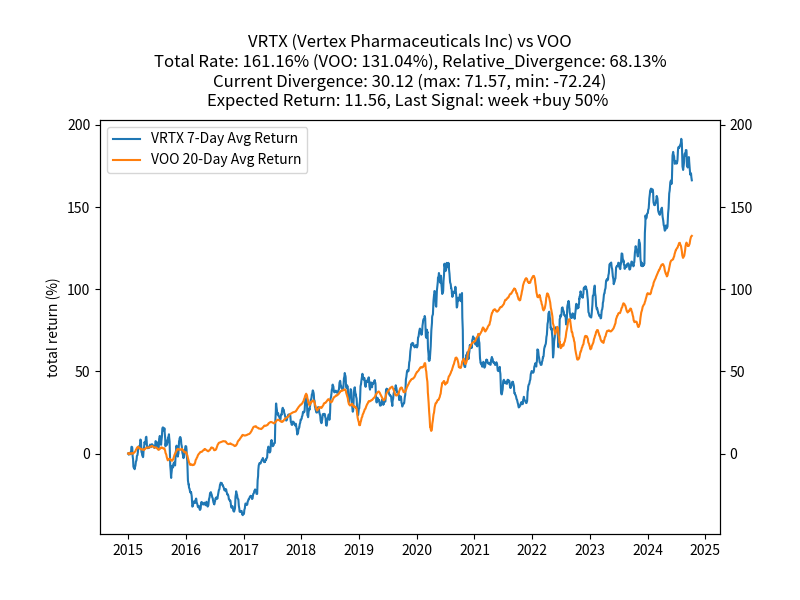 VRTX (Vertex Pharmaceuticals Inc) vs VOO
Total Rate: 161.16% (VOO: 131.04%), Relative_Divergence: 68.13%
Current Divergence: 30.12 (max: 71.57, min: -72.24)
Expected Return: 11.56, Last Signal: week +buy 50%
VRTX 7-Day Avg Return
VOO 20-Day Avg Return
total return (%)
200
150
100
50
0
200
150
100
50
0
2015 2016 2017 2018 2019 2020 2021 2022 2023 2024 2025